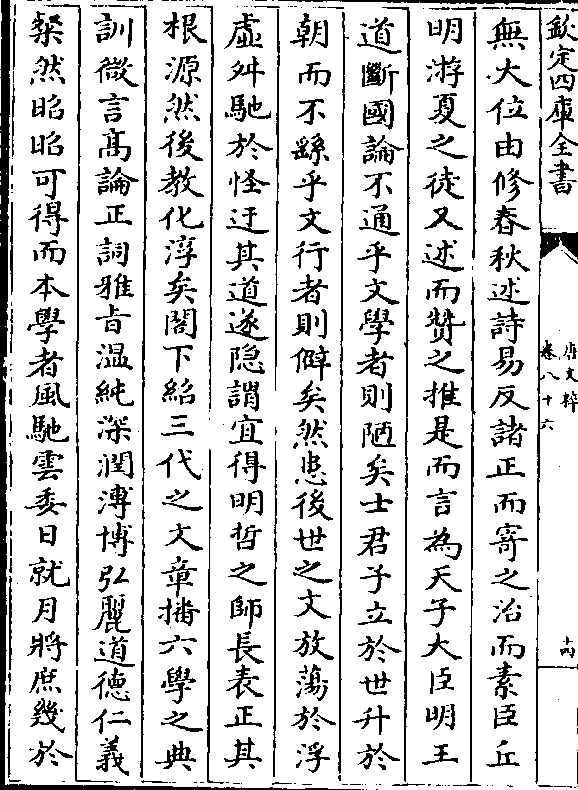 欽定四庫全書
唐文粹
卷八十六
十四
無大位由修春秋述詩易反諸正而寄之治而素臣丘
明游夏之徒又述而贊之推是而言為天子大臣明王
道斷國論不通乎文學者則陋矣士君子立於世升於
朝而不繇乎文行者則僻矣然患後世之文放蕩於浮
虛舛馳於怪迂其道遂隐謂宜得明哲之師長表正其
根源然後教化淳矣閤下紹三代之文章播六學之典
訓微言髙論正詞雅㫖温純深潤溥博弘麗道德仁義
粲然昭昭可得而本學者風馳雲委日就月將庶幾於